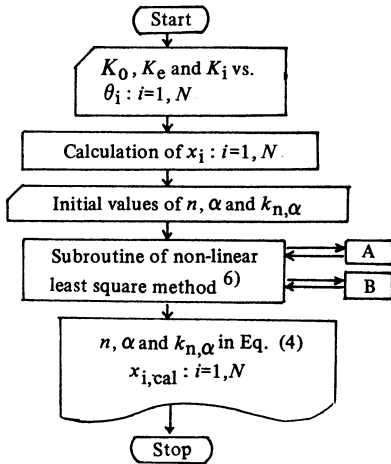 Start
K₀, Kₑ and Kᵢ vs.
θᵢ : i=1, N
Calculation of xᵢ : i=1, N
Initial values of n, α and kₙ,α
Subroutine of non-linear
least square method ⁶⁾
A
B
n, α and kₙ,α in Eq. (4)
xᵢ,cal : i=1,N
Stop